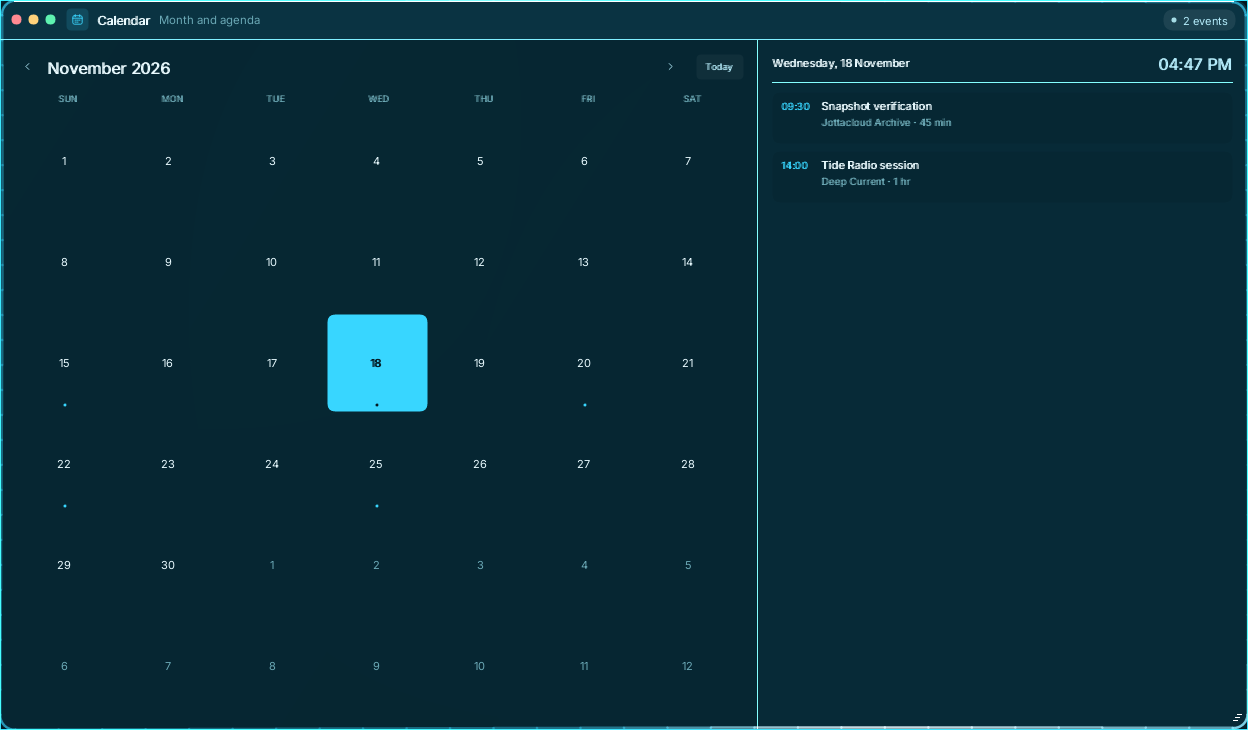 Calendar Month and agenda
2 events
November 2026
Today
SUN MON TUE WED THU FRI SAT
1 2 3 4 5 6 7
8 9 10 11 12 13 14
15 16 17 18 19 20 21
22 23 24 25 26 27 28
29 30 1 2 3 4 5
6 7 8 9 10 11 12
Wednesday, 18 November 04:47 PM
09:30 Snapshot verification
Jottacloud Archive · 45 min
14:00 Tide Radio session
Deep Current · 1 hr